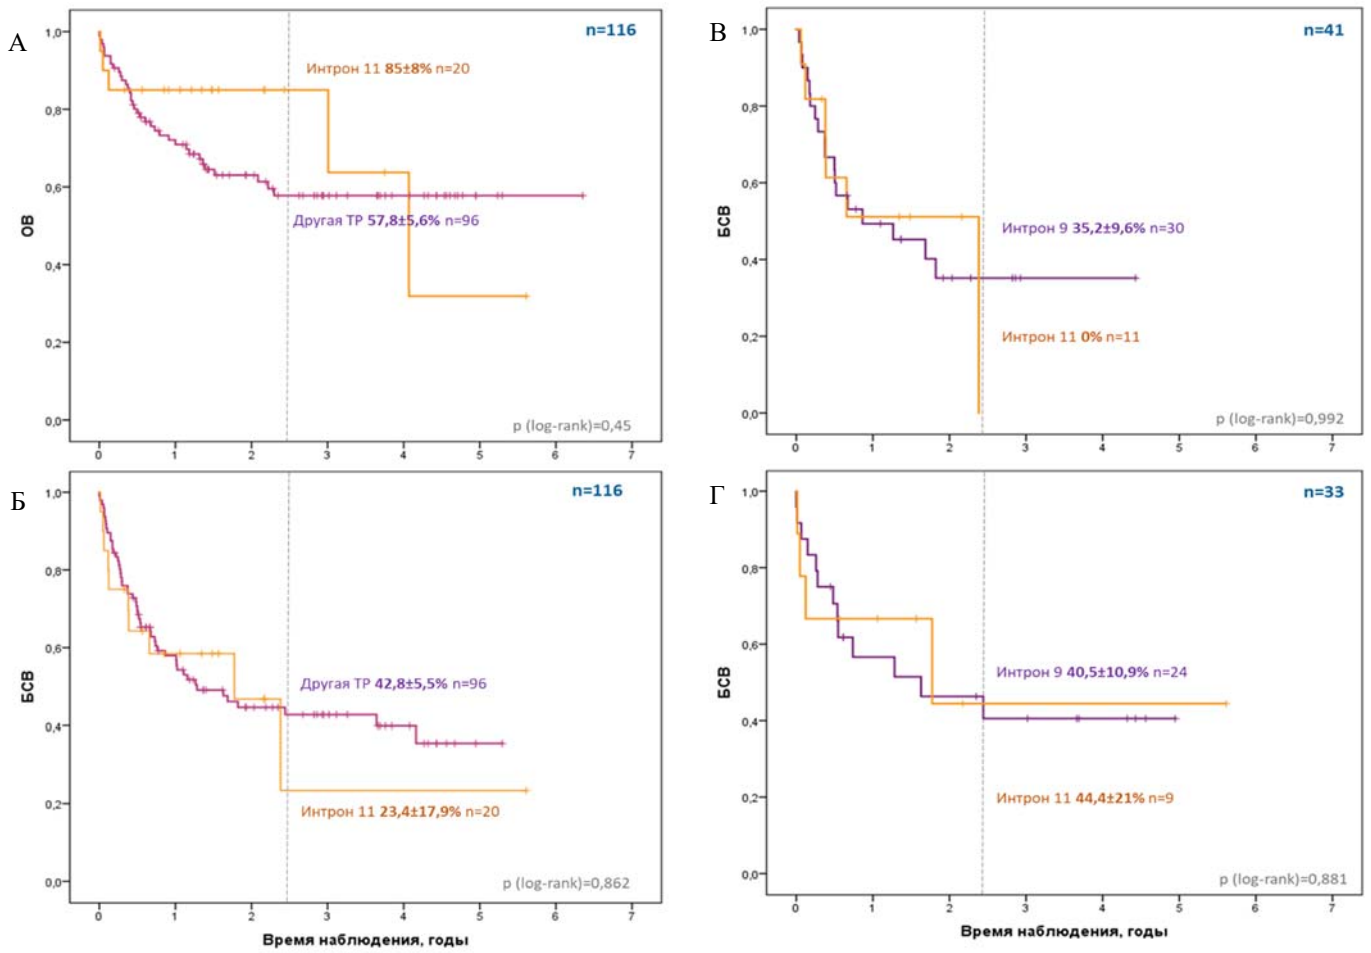 А
ОВ
1,0
0,8
0,6
0,4
0,2
0,0
n=116
Интрон 11 85±8% n=20
Другая ТР 57,8±5,6% n=96
p (log-rank)=0,45
0 1 2 3 4 5 6 7
В
БСВ
1,0
0,8
0,6
0,4
0,2
0,0
n=41
Интрон 9 35,2±9,6% n=30
Интрон 11 0% n=11
p (log-rank)=0,992
0 1 2 3 4 5 6 7
Б
БСВ
1,0
0,8
0,6
0,4
0,2
0,0
n=116
Другая ТР 42,8±5,5% n=96
Интрон 11 23,4±17,9% n=20
p (log-rank)=0,862
0 1 2 3 4 5 6 7
Время наблюдения, годы
Г
БСВ
1,0
0,8
0,6
0,4
0,2
0,0
n=33
Интрон 9 40,5±10,9% n=24
Интрон 11 44,4±21% n=9
p (log-rank)=0,881
0 1 2 3 4 5 6 7
Время наблюдения, годы